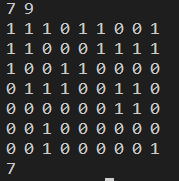 7 9
1 1 1 0 1 1 0 0 1
1 1 0 0 0 1 1 1 1
1 0 0 1 1 0 0 0 0
0 1 1 1 0 0 1 1 0
0 0 0 0 0 0 1 1 0
0 0 1 0 0 0 0 0 0
0 0 1 0 0 0 0 0 1
7